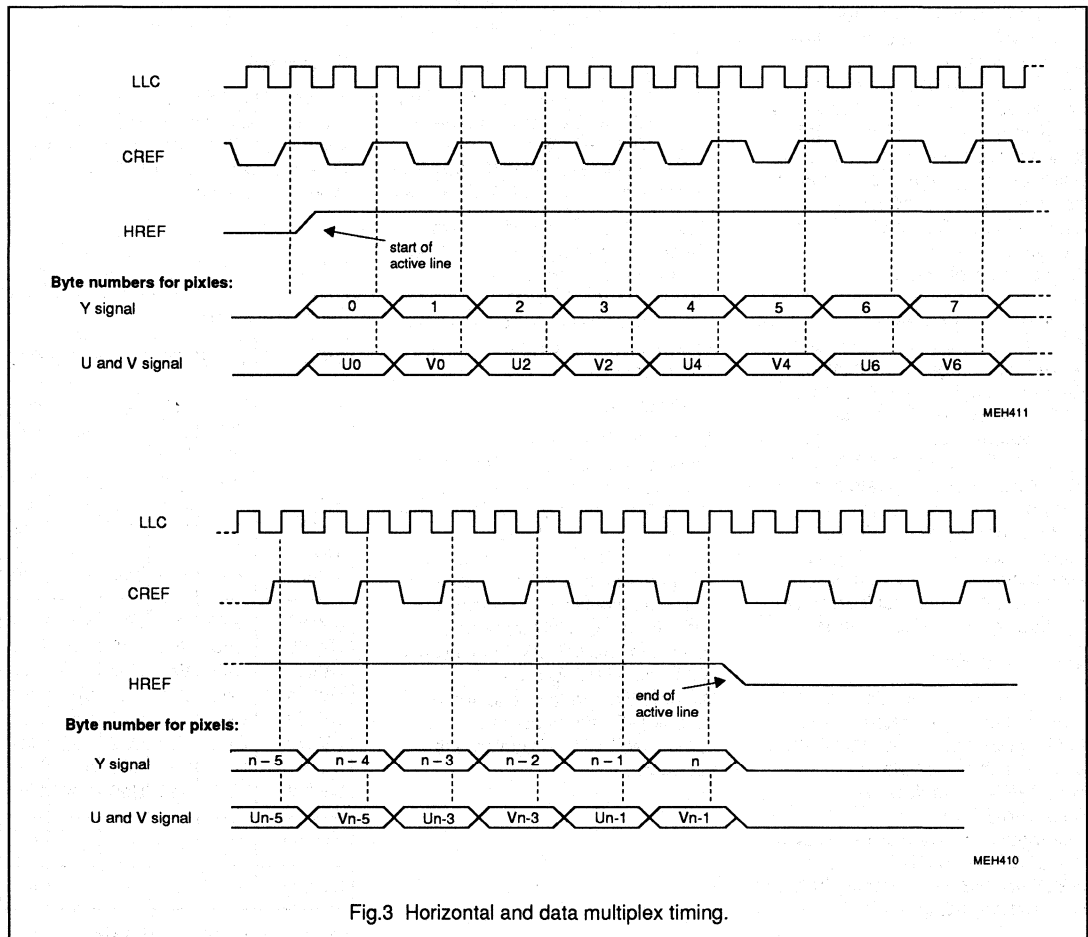 LLC
CREF
HREF
start of
active line
Byte numbers for pixles:
Y signal
0 1 2 3 4 5 6 7
U and V signal
U0 V0 U2 V2 U4 V4 U6 V6
MEH411
LLC
CREF
HREF
end of
active line
Byte number for pixels:
Y signal
n – 5 n – 4 n – 3 n – 2 n – 1 n
U and V signal
Un-5 Vn-5 Un-3 Vn-3 Un-1 Vn-1
MEH410
Fig.3 Horizontal and data multiplex timing.